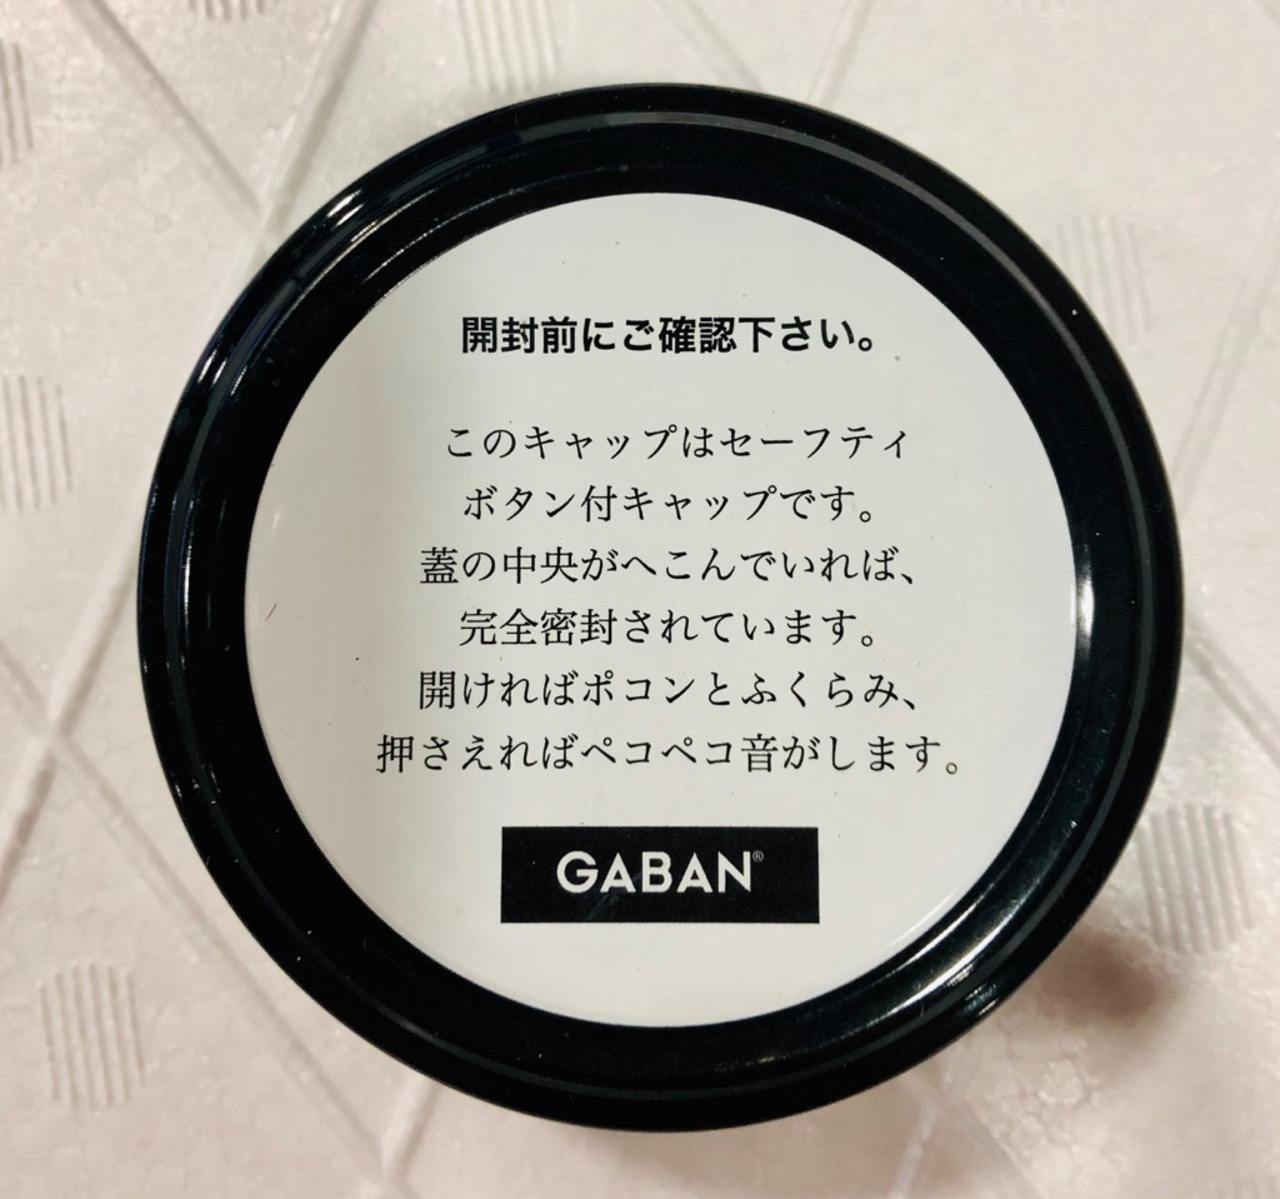 開封前にご確認下さい。
このキャップはセーフティ
ボタン付キャップです。
蓋の中央がへこんでいれば、
完全密封されています。
開ければポコンとふくらみ、
押さえればペコペコ音がします。
GABAN®